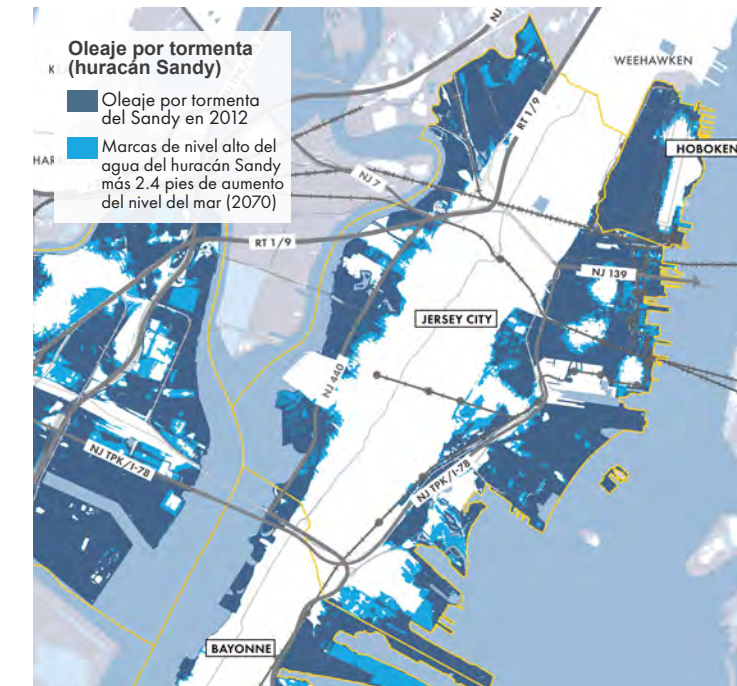 Oleaje por tormenta
(huracán Sandy)
Oleaje por tormenta
del Sandy en 2012
Marcas de nivel alto del
agua del huracán Sandy
más 2.4 pies de aumento
del nivel del mar (2070)
NJ
WEEHAWKEN
RT 1/9
HOBOKEN
NJ 7
RT 1/9
NJ 139
JERSEY CITY
NJ 440
NJ TPK/I-78
NJ TPK/I-78
BAYONNE